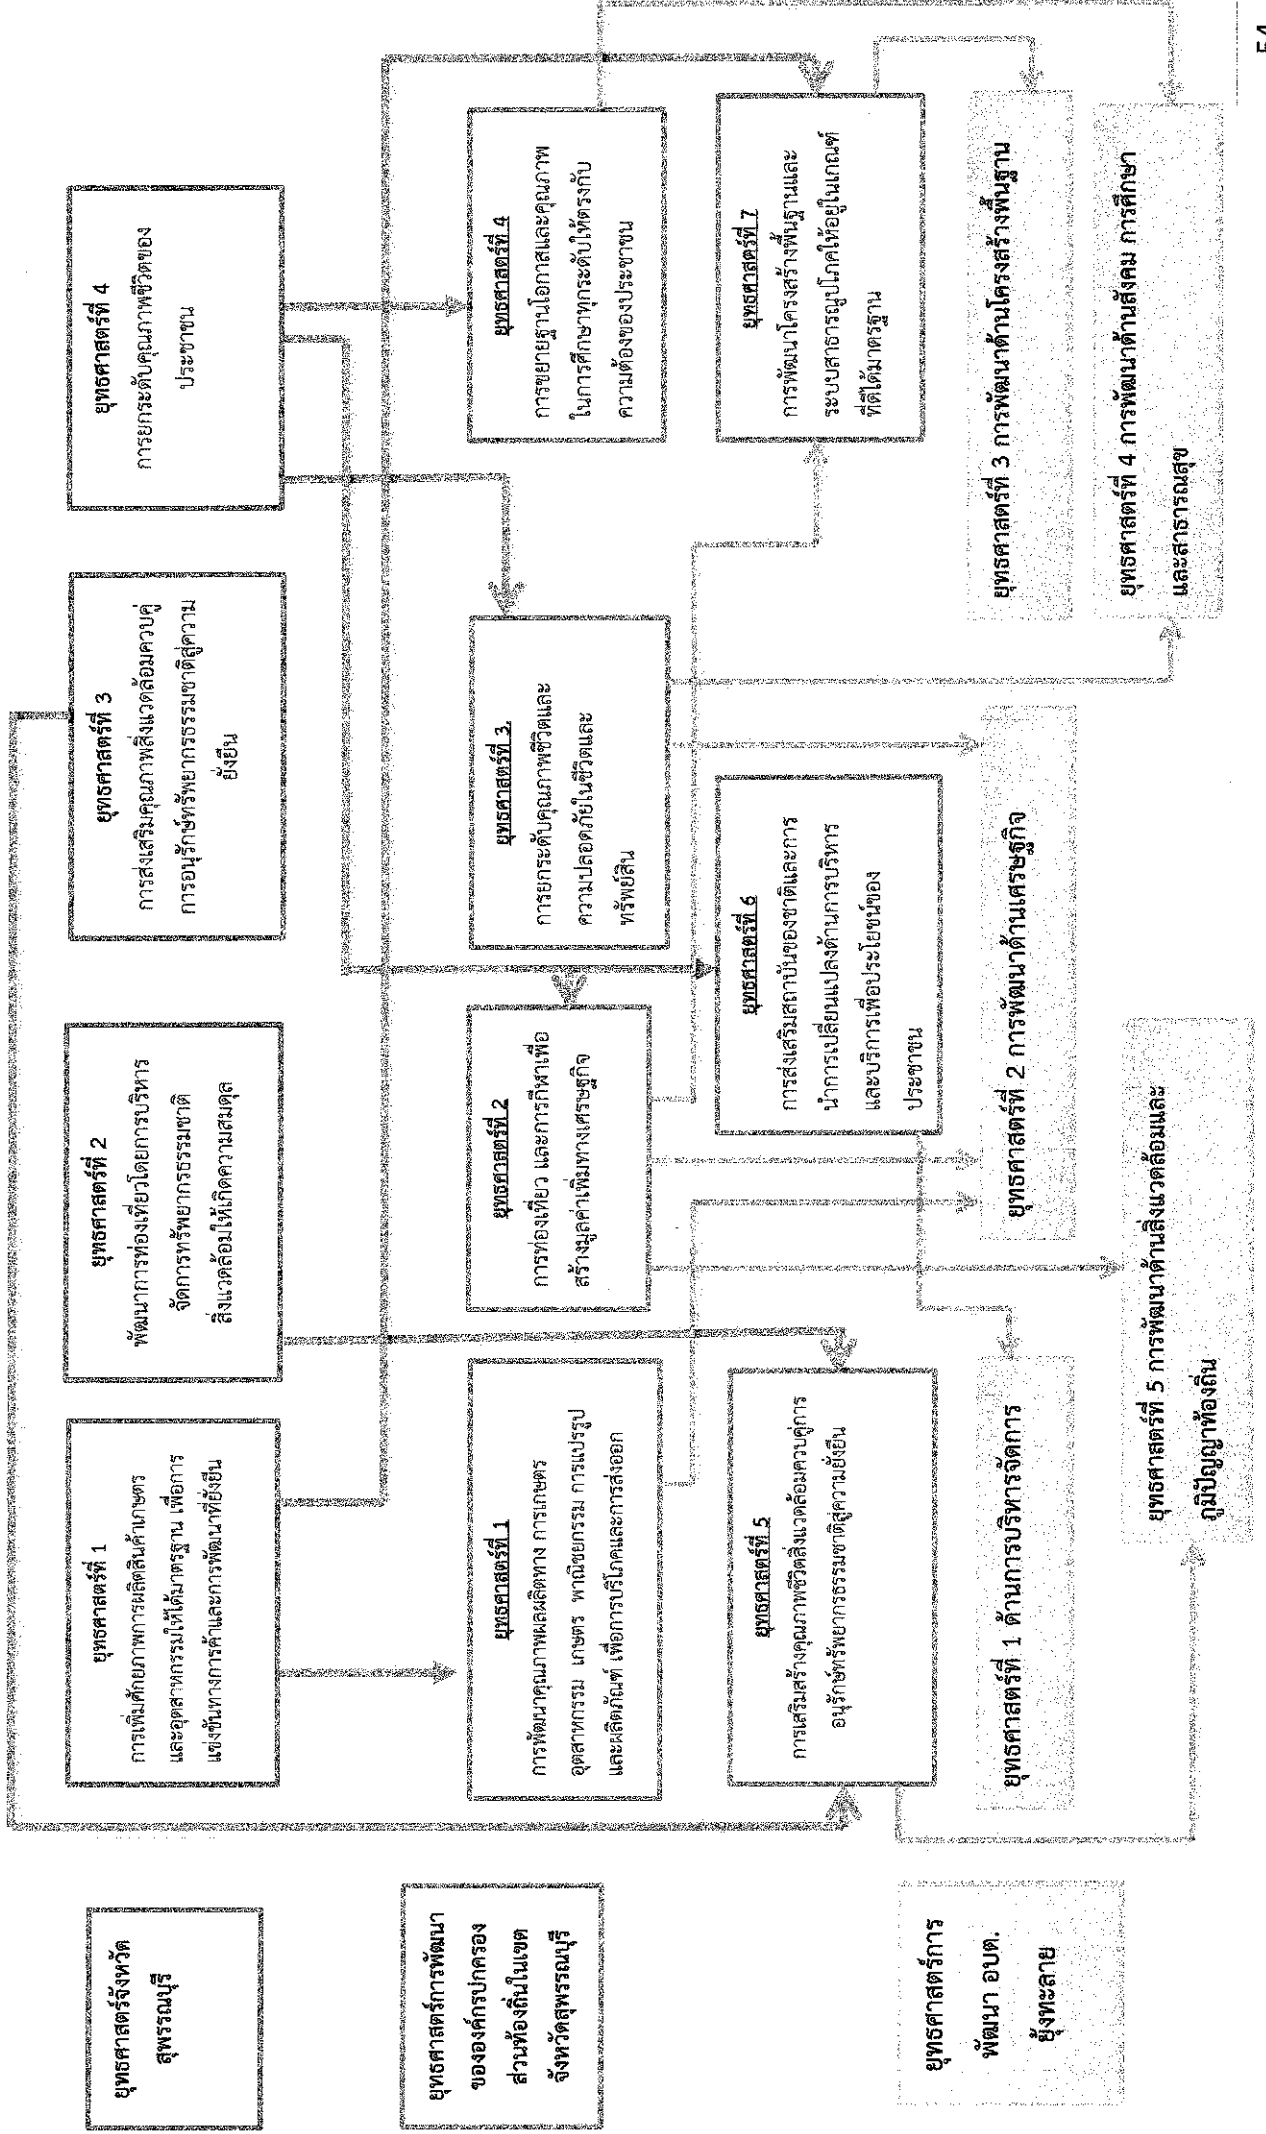 ยุทธศาสตร์จังหวัด
สุพรรณบุรี
ยุทธศาสตร์ที่ 1
การเพิ่มศักยภาพการผลิตสินค้าเกษตร
และอุตสาหกรรมให้ได้มาตรฐาน เพื่อการ
แข่งขันทางการค้าและการพัฒนาที่ยั่งยืน
ยุทธศาสตร์ที่ 2
พัฒนาการท่องเที่ยวโดยการบริหาร
จัดการทรัพยากรธรรมชาติ
สิ่งแวดล้อมให้เกิดความสมดุล
ยุทธศาสตร์ที่ 3
การส่งเสริมคุณภาพสิ่งแวดล้อมควบคู่
การอนุรักษ์ทรัพยากรธรรมชาติสู่ความ
ยั่งยืน
ยุทธศาสตร์ที่ 4
การยกระดับคุณภาพชีวิตของ
ประชาชน
ยุทธศาสตร์การพัฒนา
ขององค์กรปกครอง
ส่วนท้องถิ่นในเขต
จังหวัดสุพรรณบุรี
ยุทธศาสตร์ที่ 1
การพัฒนาคุณภาพผลผลิตทาง การเกษตร
อุตสาหกรรม เกษตร พาณิชยกรรม การแปรรูป
และผลิตภัณฑ์ เพื่อการบริโภคและการส่งออก
ยุทธศาสตร์ที่ 2
การท่องเที่ยว และการกีฬาเพื่อ
สร้างมูลค่าเพิ่มทางเศรษฐกิจ
ยุทธศาสตร์ที่ 3
การยกระดับคุณภาพชีวิตและ
ความปลอดภัยในชีวิตและ
ทรัพย์สิน
ยุทธศาสตร์ที่ 4
การขยายฐานโอกาสและคุณภาพ
ในการศึกษาทุกระดับให้ตรงกับ
ความต้องของประชาชน
ยุทธศาสตร์ที่ 5
การเสริมสร้างคุณภาพชีวิตสิ่งแวดล้อมควบคู่การ
อนุรักษ์ทรัพยากรธรรมชาติสู่ความยั่งยืน
ยุทธศาสตร์ที่ 6
การส่งเสริมสถาบันของชาติและการ
นำการเปลี่ยนแปลงด้านการบริหาร
และบริการเพื่อประโยชน์ของ
ประชาชน
ยุทธศาสตร์ที่ 7
การพัฒนาโครงสร้างพื้นฐานและ
ระบบสาธารณูปโภคให้อยู่ในเกณฑ์
ที่ดีได้มาตรฐาน
ยุทธศาสตร์การ
พัฒนา อบต.
ยุ้งทะลาย
ยุทธศาสตร์ที่ 1 ด้านการบริหารจัดการ
ยุทธศาสตร์ที่ 2 การพัฒนาด้านเศรษฐกิจ
ยุทธศาสตร์ที่ 3 การพัฒนาด้านโครงสร้างพื้นฐาน
ยุทธศาสตร์ที่ 5 การพัฒนาด้านสิ่งแวดล้อมและ
ภูมิปัญญาท้องถิ่น
ยุทธศาสตร์ที่ 4 การพัฒนาด้านสังคม การศึกษา
และสาธารณสุข
54